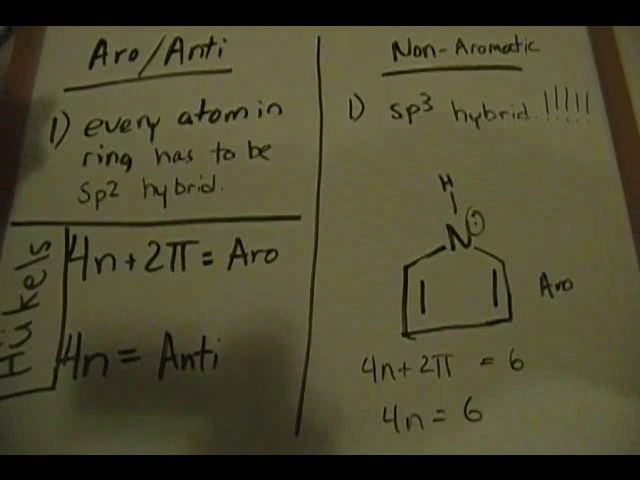 Aro/Anti
1) every atom in
ring has to be
sp2 hybrid.
Hükels
4n+2π = Aro
4n = Anti
Non-Aromatic
1) sp³ hybrid!!!!!
H
N
Aro
4n+2π = 6
4n = 6